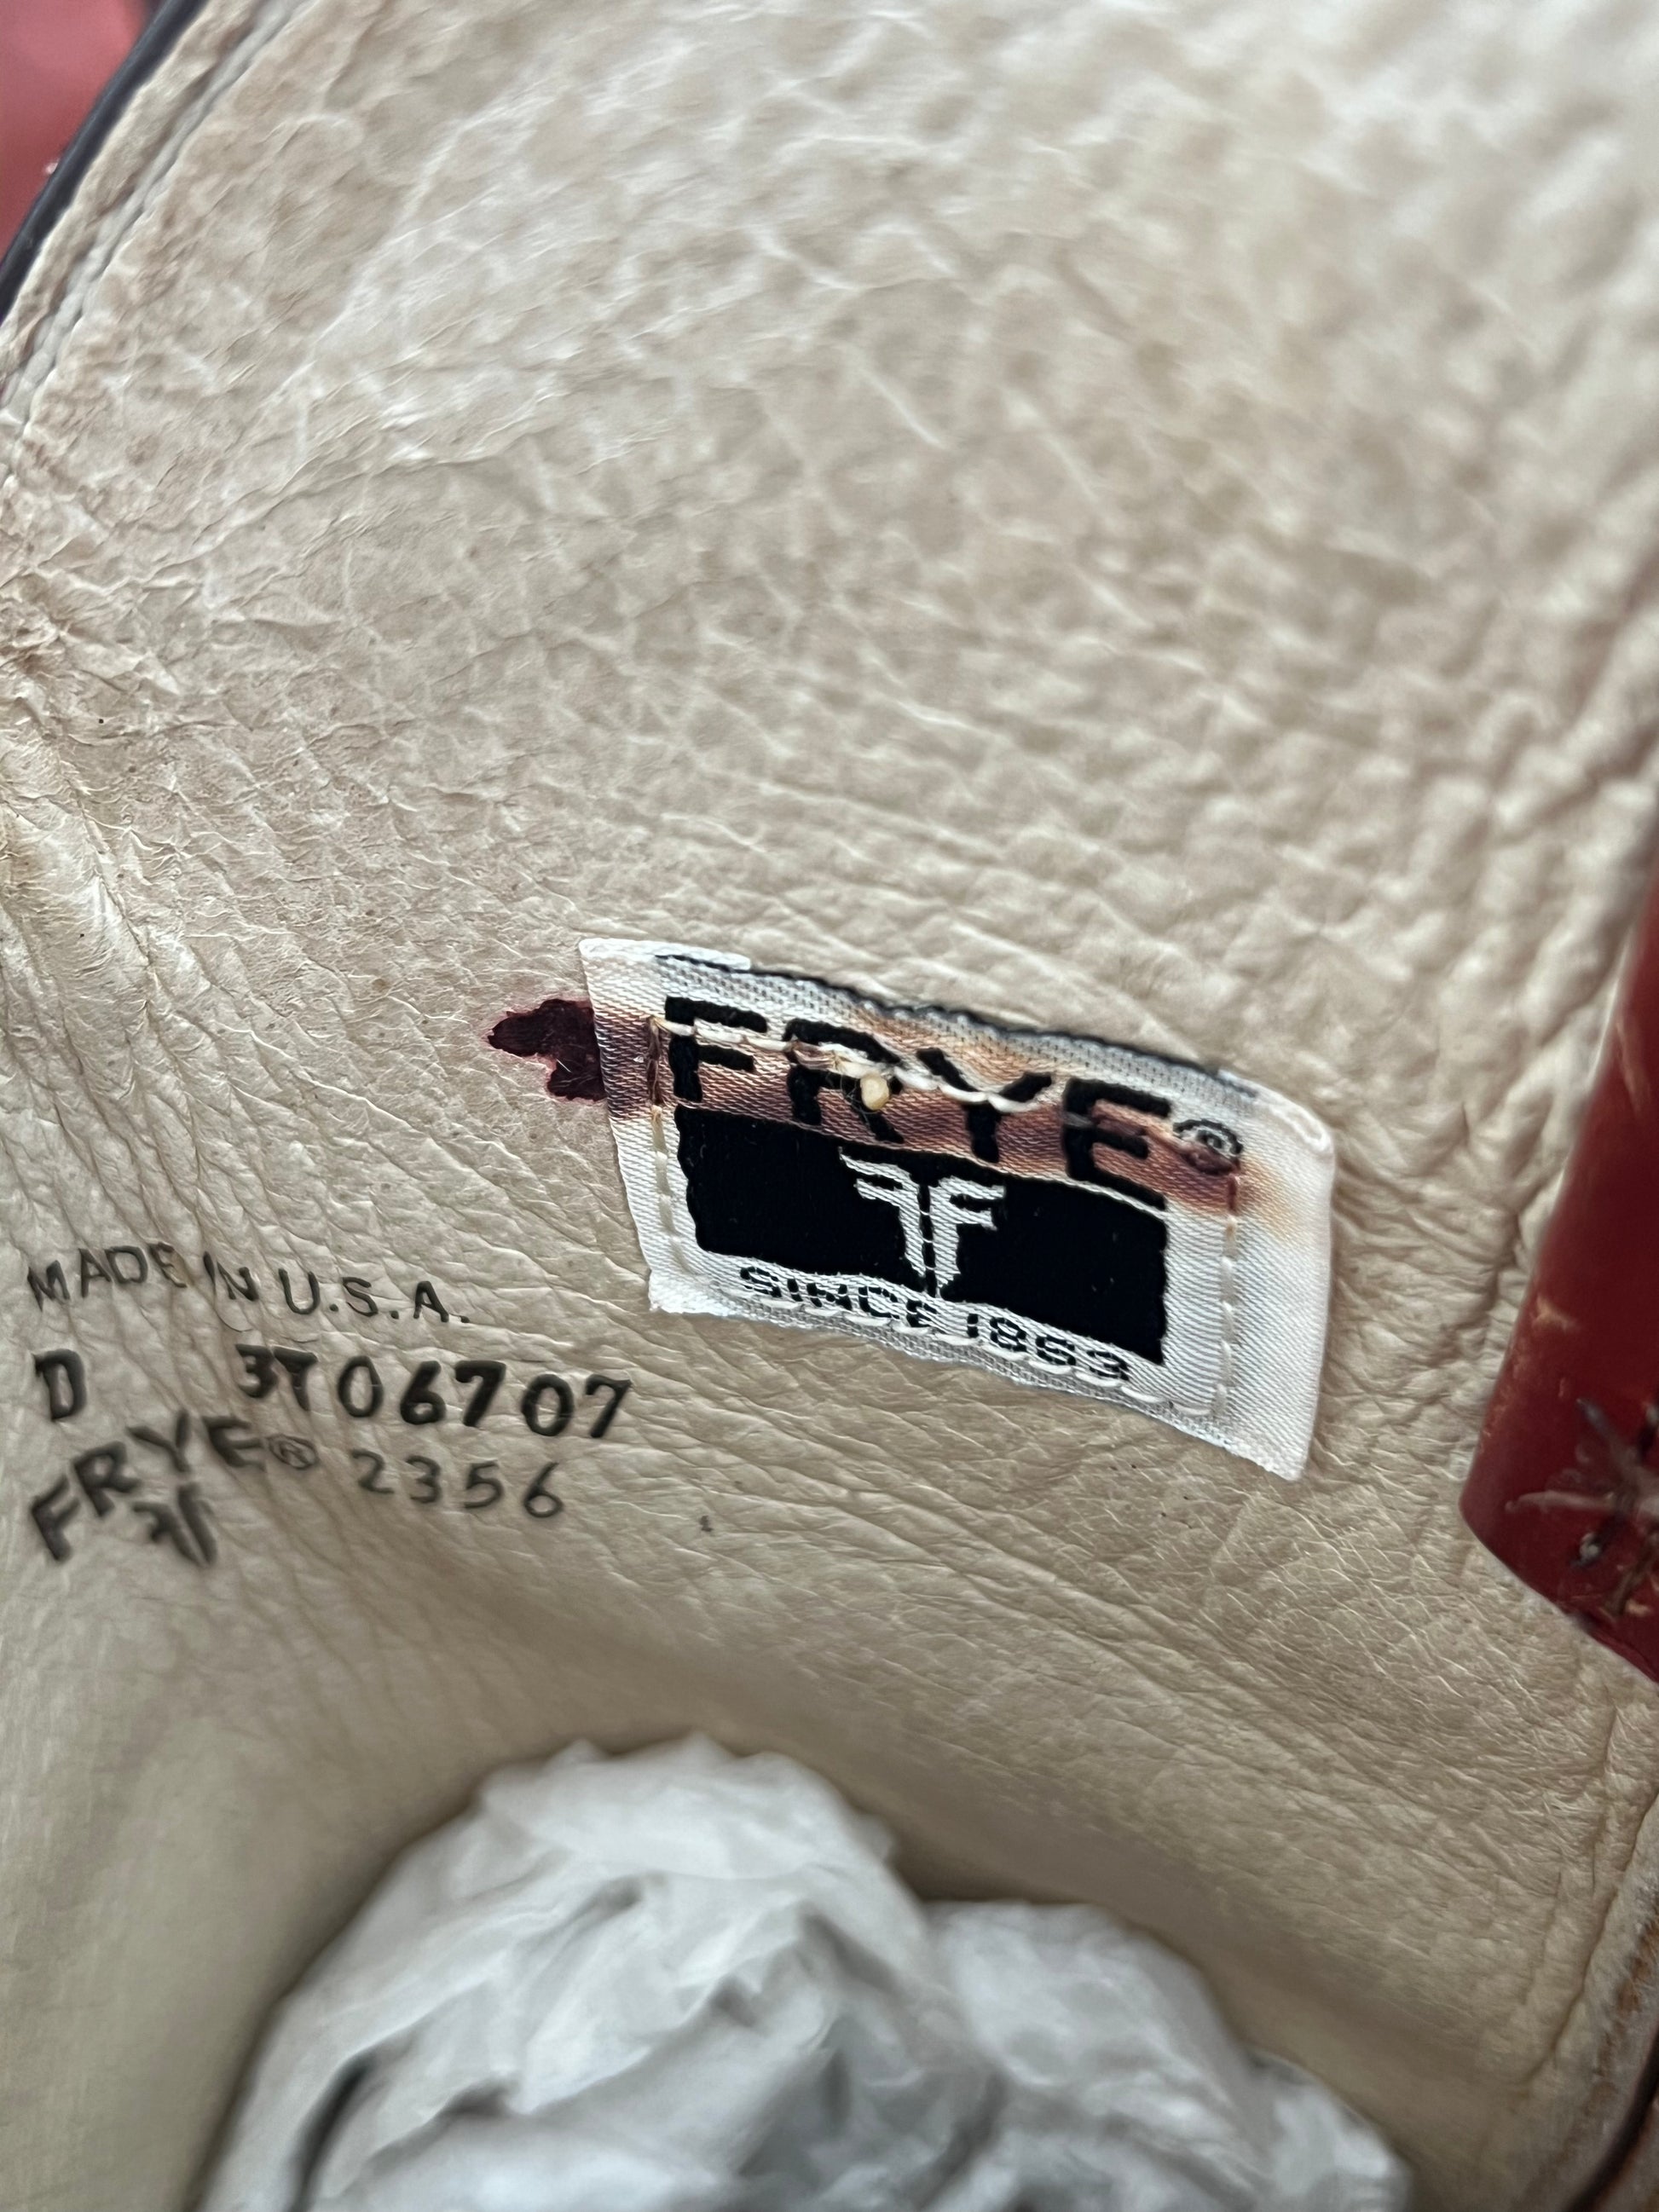 FRYE®
SINCE 1863
MADE IN U.S.A.
D 3T06707
FRYE® 2356